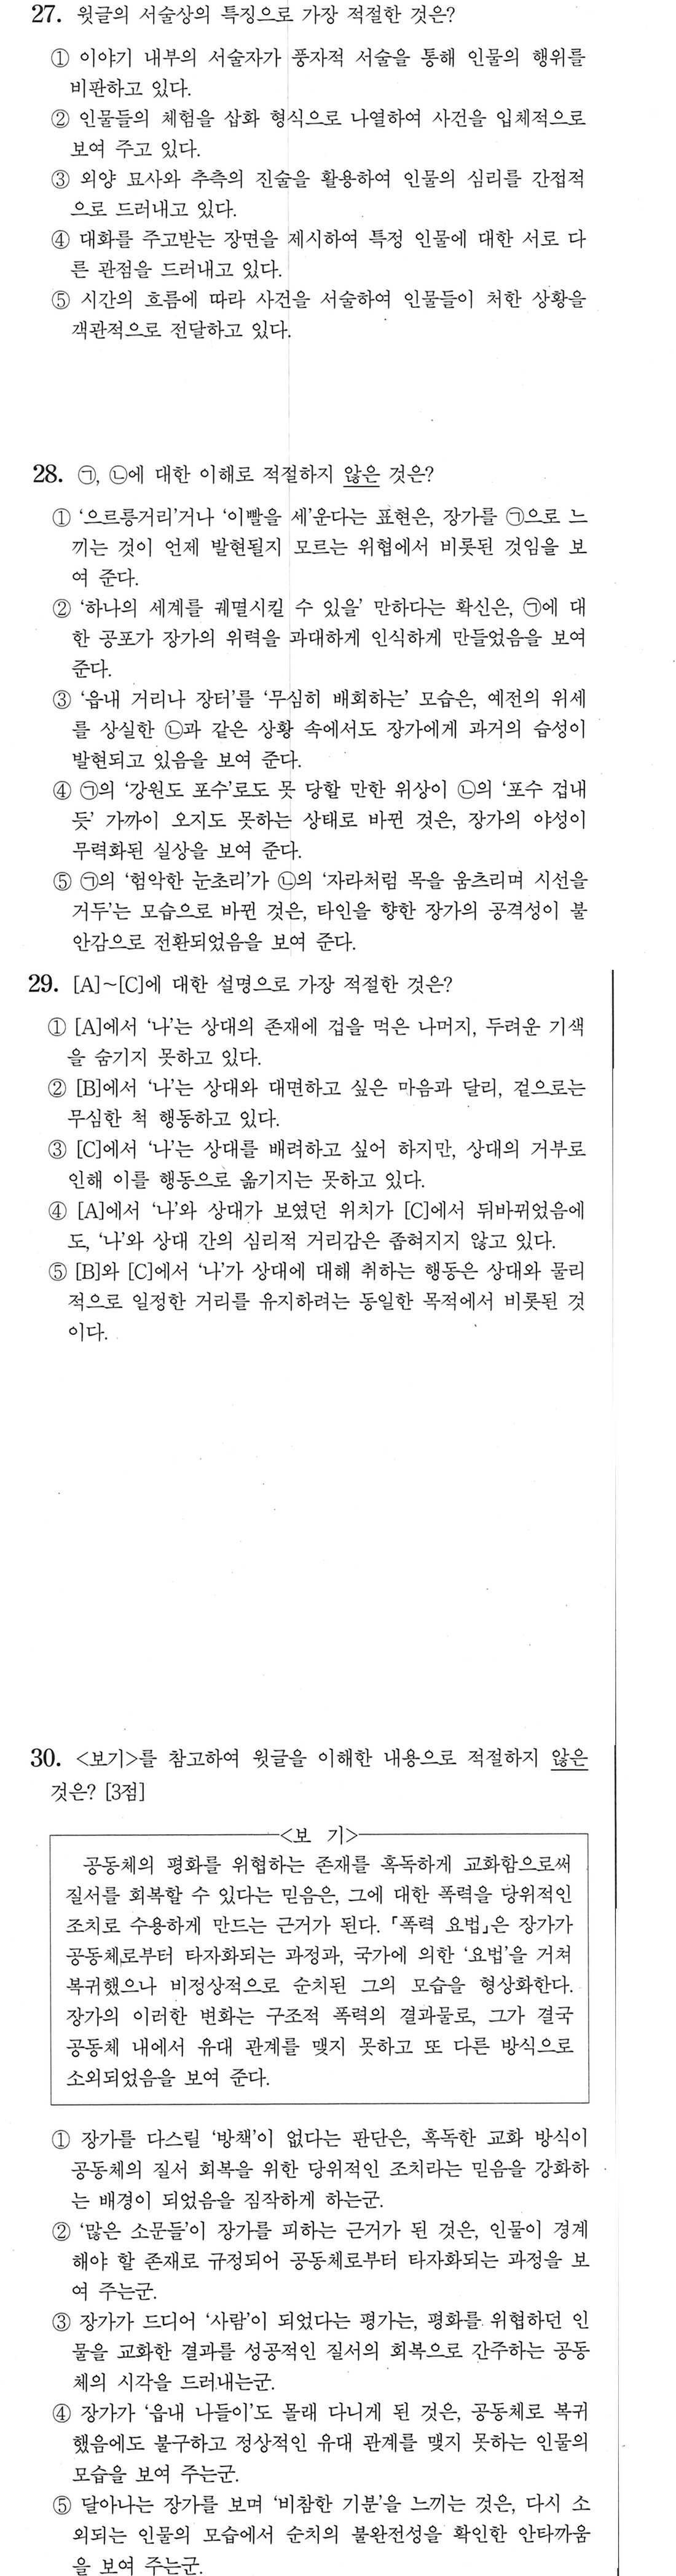 27. 윗글의 서술상의 특징으로 가장 적절한 것은?
① 이야기 내부의 서술자가 풍자적 서술을 통해 인물의 행위를
비판하고 있다.
② 인물들의 체험을 삽화 형식으로 나열하여 사건을 입체적으로
보여 주고 있다.
③ 외양 묘사와 추측의 진술을 활용하여 인물의 심리를 간접적
으로 드러내고 있다.
④ 대화를 주고받는 장면을 제시하여 특정 인물에 대한 서로 다
른 관점을 드러내고 있다.
⑤ 시간의 흐름에 따라 사건을 서술하여 인물들이 처한 상황을
객관적으로 전달하고 있다.
28. ㉠, ㉡에 대한 이해로 적절하지 않은 것은?
① ‘으르릉거리’거나 ‘이빨을 세’운다는 표현은, 장가를 ㉠으로 느
끼는 것이 언제 발현될지 모르는 위협에서 비롯된 것임을 보
여 준다.
② ‘하나의 세계를 궤멸시킬 수 있을’ 만하다는 확신은, ㉠에 대
한 공포가 장가의 위력을 과대하게 인식하게 만들었음을 보여
준다.
③ ‘읍내 거리나 장터’를 ‘무심히 배회하는’ 모습은, 예전의 위세
를 상실한 ㉡과 같은 상황 속에서도 장가에게 과거의 습성이
발현되고 있음을 보여 준다.
④ ㉠의 ‘강원도 포수’로도 못 당할 만한 위상이 ㉡의 ‘포수 겁내
듯’ 가까이 오지도 못하는 상태로 바뀐 것은, 장가의 야성이
무력화된 실상을 보여 준다.
⑤ ㉠의 ‘험악한 눈초리’가 ㉡의 ‘자라처럼 목을 움츠리며 시선을
거두’는 모습으로 바뀐 것은, 타인을 향한 장가의 공격성이 불
안감으로 전환되었음을 보여 준다.
29. [A]~[C]에 대한 설명으로 가장 적절한 것은?
① [A]에서 ‘나’는 상대의 존재에 겁을 먹은 나머지, 두려운 기색
을 숨기지 못하고 있다.
② [B]에서 ‘나’는 상대와 대면하고 싶은 마음과 달리, 겉으로는
무심한 척 행동하고 있다.
③ [C]에서 ‘나’는 상대를 배려하고 싶어 하지만, 상대의 거부로
인해 이를 행동으로 옮기지는 못하고 있다.
④ [A]에서 ‘나’와 상대가 보였던 위치가 [C]에서 뒤바뀌었음에
도, ‘나’와 상대 간의 심리적 거리감은 좁혀지지 않고 있다.
⑤ [B]와 [C]에서 ‘나’가 상대에 대해 취하는 행동은 상대와 물리
적으로 일정한 거리를 유지하려는 동일한 목적에서 비롯된 것
이다.
30. <보기>를 참고하여 윗글을 이해한 내용으로 적절하지 않은
것은? [3점]
<보 기>
공동체의 평화를 위협하는 존재를 혹독하게 교화함으로써
질서를 회복할 수 있다는 믿음은, 그에 대한 폭력을 당위적인
조치로 수용하게 만드는 근거가 된다. 「폭력 요법」은 장가가
공동체로부터 타자화되는 과정과, 국가에 의한 ‘요법’을 거쳐
복귀했으나 비정상적으로 순치된 그의 모습을 형상화한다.
장가의 이러한 변화는 구조적 폭력의 결과물로, 그가 결국
공동체 내에서 유대 관계를 맺지 못하고 또 다른 방식으로
소외되었음을 보여 준다.
① 장가를 다스릴 ‘방책’이 없다는 판단은, 혹독한 교화 방식이
공동체의 질서 회복을 위한 당위적인 조치라는 믿음을 강화하
는 배경이 되었음을 짐작하게 하는군.
② ‘많은 소문들’이 장가를 피하는 근거가 된 것은, 인물이 경계
해야 할 존재로 규정되어 공동체로부터 타자화되는 과정을 보
여 주는군.
③ 장가가 드디어 ‘사람’이 되었다는 평가는, 평화를 위협하던 인
물을 교화한 결과를 성공적인 질서의 회복으로 간주하는 공동
체의 시각을 드러내는군.
④ 장가가 ‘읍내 나들이’도 몰래 다니게 된 것은, 공동체로 복귀
했음에도 불구하고 정상적인 유대 관계를 맺지 못하는 인물의
모습을 보여 주는군.
⑤ 달아나는 장가를 보며 ‘비참한 기분’을 느끼는 것은, 다시 소
외되는 인물의 모습에서 순치의 불완전성을 확인한 안타까움
을 보여 주는군.